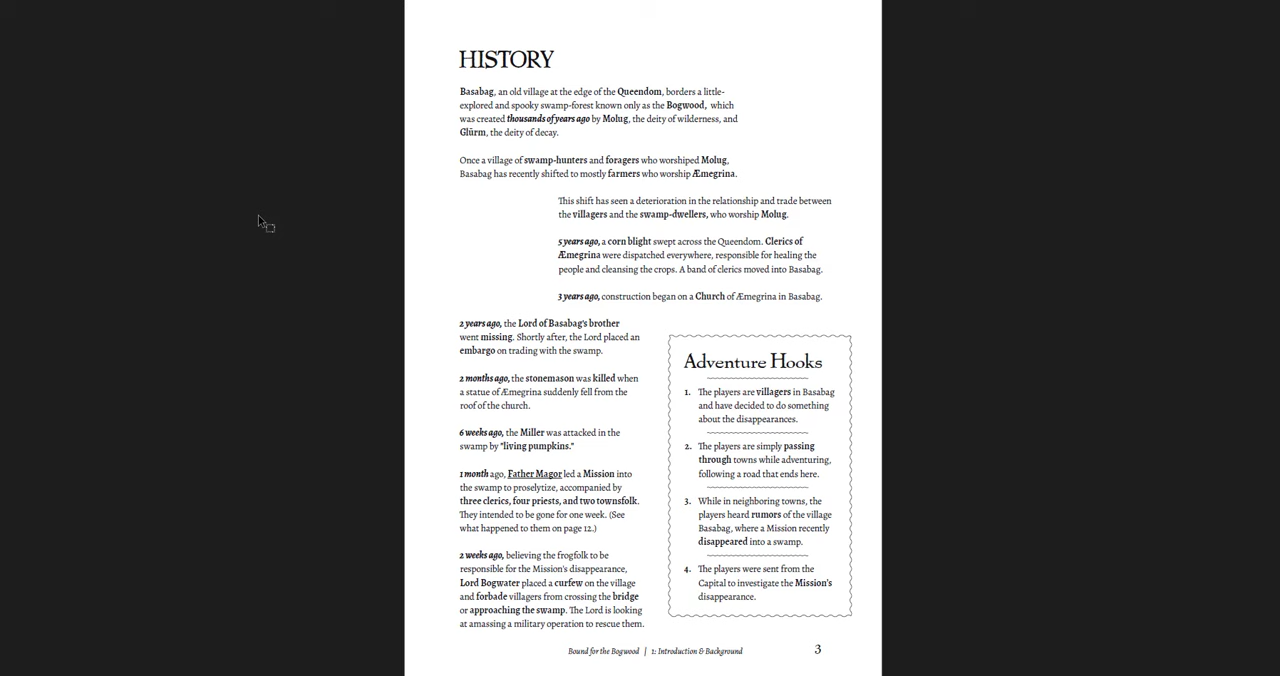 HISTORY
Basabag, an old village at the edge of the Queendom, borders a little-
explored and spooky swamp-forest known only as the Bogwood, which
was created thousands of years ago by Molug, the deity of wilderness, and
Glûrm, the deity of decay.
Once a village of swamp-hunters and foragers who worshiped Molug,
Basabag has recently shifted to mostly farmers who worship Æmegrina.
This shift has seen a deterioration in the relationship and trade between
the villagers and the swamp-dwellers, who worship Molug.
5 years ago, a corn blight swept across the Queendom. Clerics of
Æmegrina were dispatched everywhere, responsible for healing the
people and cleansing the crops. A band of clerics moved into Basabag.
3 years ago, construction began on a Church of Æmegrina in Basabag.
2 years ago, the Lord of Basabag's brother
went missing. Shortly after, the Lord placed an
embargo on trading with the swamp.
2 months ago, the stonemason was killed when
a statue of Æmegrina suddenly fell from the
roof of the church.
6 weeks ago, the Miller was attacked in the
swamp by "living pumpkins."
1 month ago, Father Magor led a Mission into
the swamp to proselytize, accompanied by
three clerics, four priests, and two townsfolk.
They intended to be gone for one week. (See
what happened to them on page 12.)
2 weeks ago, believing the frogfolk to be
responsible for the Mission's disappearance,
Lord Bogwater placed a curfew on the village
and forbade villagers from crossing the bridge
or approaching the swamp. The Lord is looking
at amassing a military operation to rescue them.
Adventure Hooks
1. The players are villagers in Basabag
and have decided to do something
about the disappearances.
2. The players are simply passing
through towns while adventuring,
following a road that ends here.
3. While in neighboring towns, the
players heard rumors of the village
Basabag, where a Mission recently
disappeared into a swamp.
4. The players were sent from the
Capital to investigate the Mission's
disappearance.
Bound for the Bogwood | 1: Introduction & Background
3